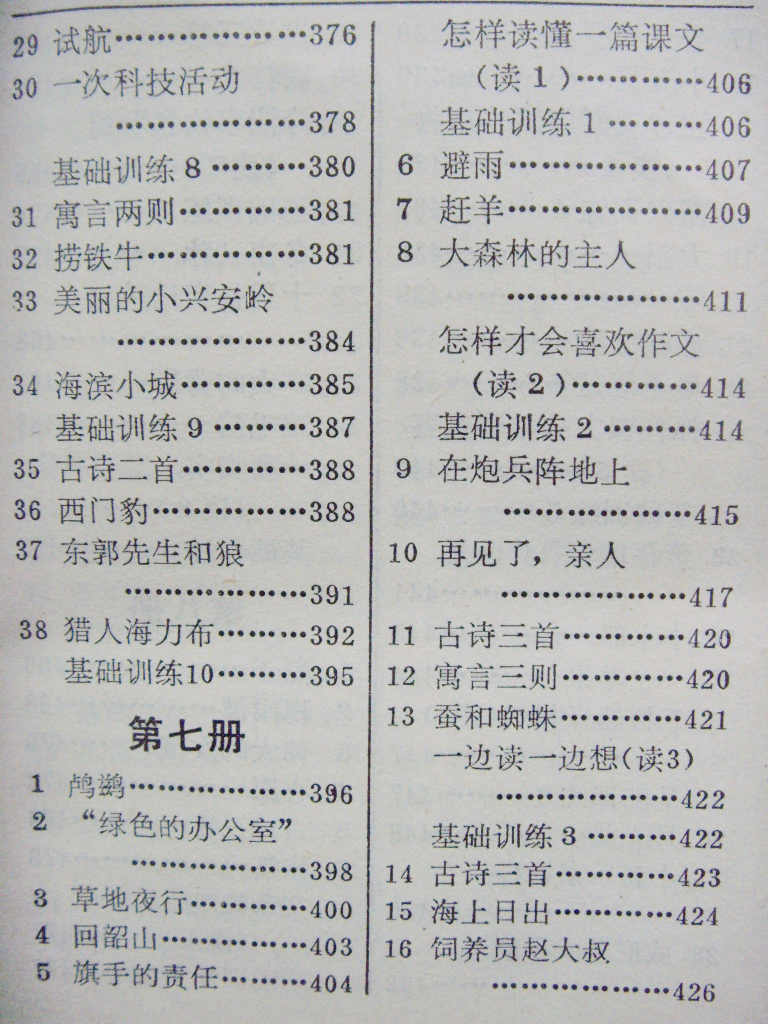 29 试航………………376
30 一次科技活动
………………378
基础训练8………380
31 寓言两则…………381
32 捞铁牛……………381
33 美丽的小兴安岭
………………384
34 海滨小城…………385
基础训练9………387
35 古诗二首…………388
36 西门豹……………388
37 东郭先生和狼
…………………391
38 猎人海力布………392
基础训练10………395
第七册
1 鸬鹚………………396
2 “绿色的办公室”
………………398
3 草地夜行…………400
4 回韶山……………403
5 旗手的责任………404
怎样读懂一篇课文
(读1)…………406
基础训练1………406
6 避雨………………407
7 赶羊………………409
8 大森林的主人
………………411
怎样才会喜欢作文
(读2)…………414
基础训练2………414
9 在炮兵阵地上
………………415
10 再见了,亲人
………………417
11 古诗三首…………420
12 寓言三则…………420
13 蚕和蜘蛛…………421
一边读一边想(读3)
………………422
基础训练3………422
14 古诗三首…………423
15 海上日出…………424
16 饲养员赵大叔
………………426